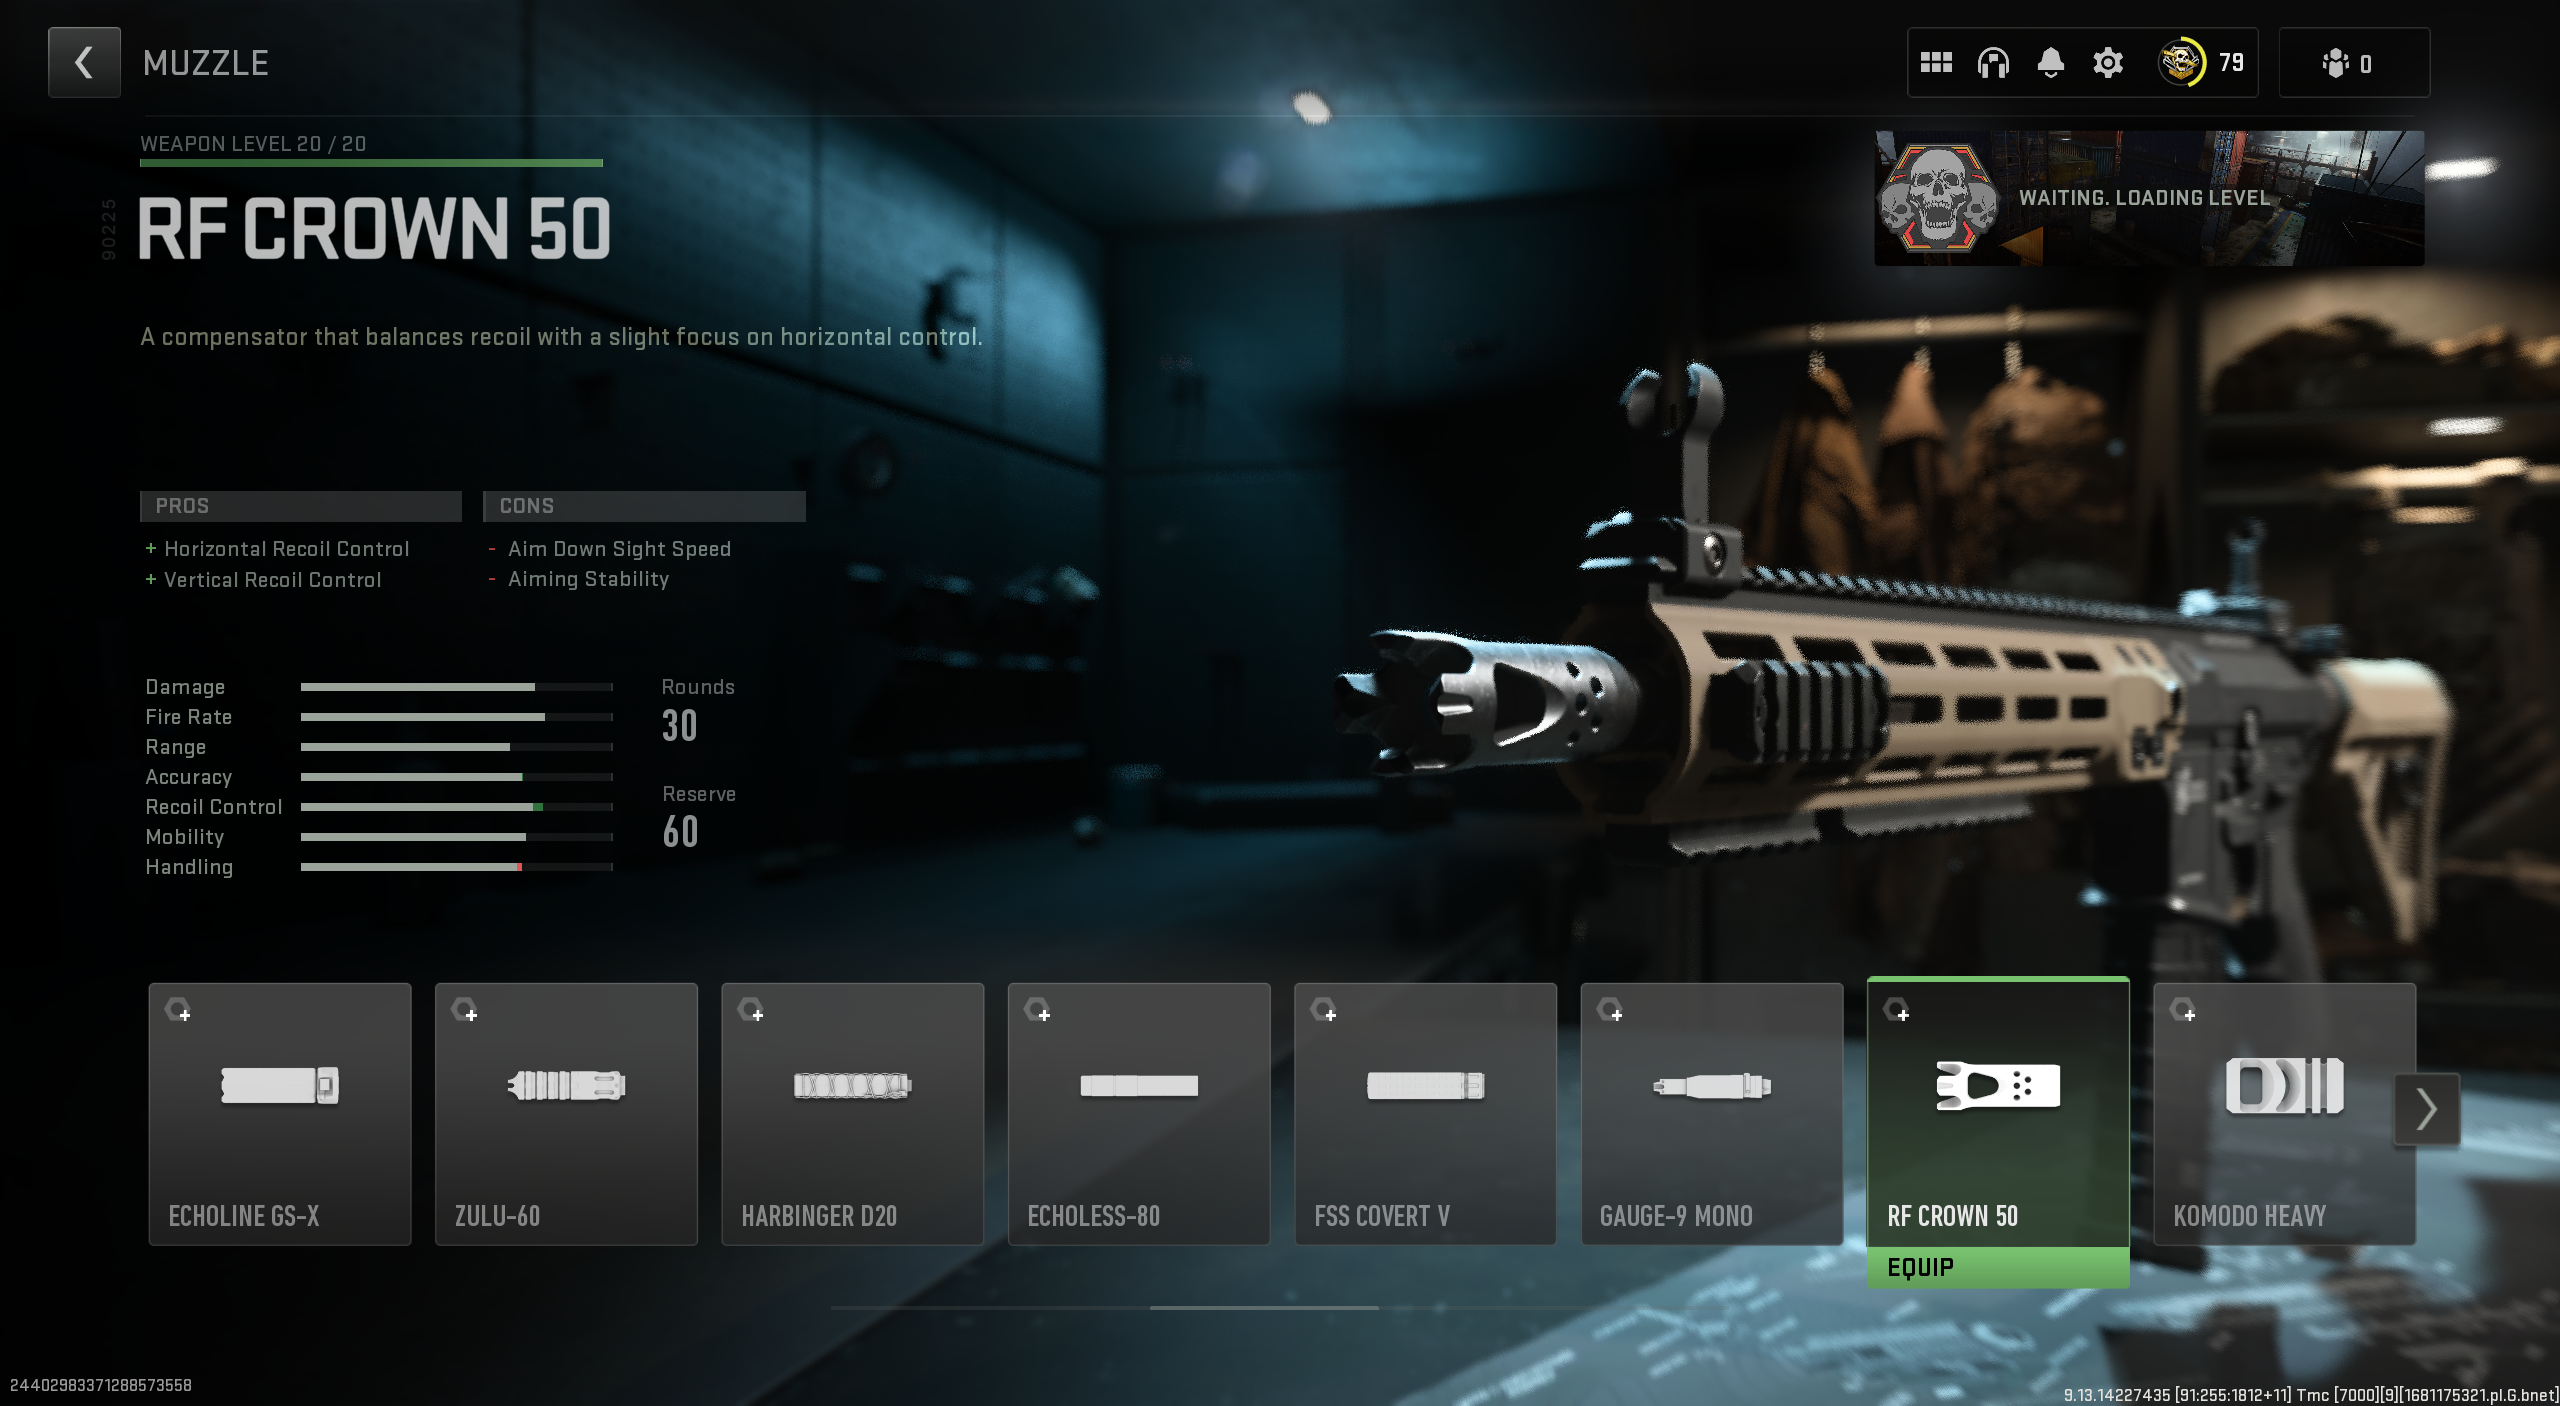 MUZZLE
79
0
WEAPON LEVEL 20 / 20
RF CROWN 50
90225
WAITING. LOADING LEVEL
A compensator that balances recoil with a slight focus on horizontal control.
PROS
CONS
+ Horizontal Recoil Control
- Aim Down Sight Speed
+ Vertical Recoil Control
- Aiming Stability
Damage
Rounds
Fire Rate
30
Range
Accuracy
Reserve
Recoil Control
60
Mobility
Handling
ECHOLINE GS-X
ZULU-60
HARBINGER D20
ECHOLESS-80
FSS COVERT V
GAUGE-9 MONO
RF CROWN 50
KOMODO HEAVY
EQUIP
24402983371288573558
9.13.14227435 [91:255:1812+11] Tmc [7000][9][1681175321.pl.G.bnet]